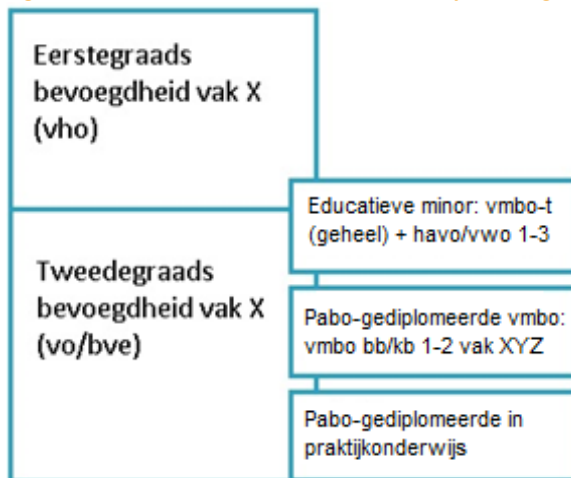 Eerstegraads
bevoegdheid vak X
(vho)
Educatieve minor: vmbo-t
(geheel) + havo/vwo 1-3
Tweedegraads
bevoegdheid vak X
(vo/bve)
Pabo-gediplomeerde vmbo:
vmbo bb/kb 1-2 vak XYZ
Pabo-gediplomeerde in
praktijkonderwijs